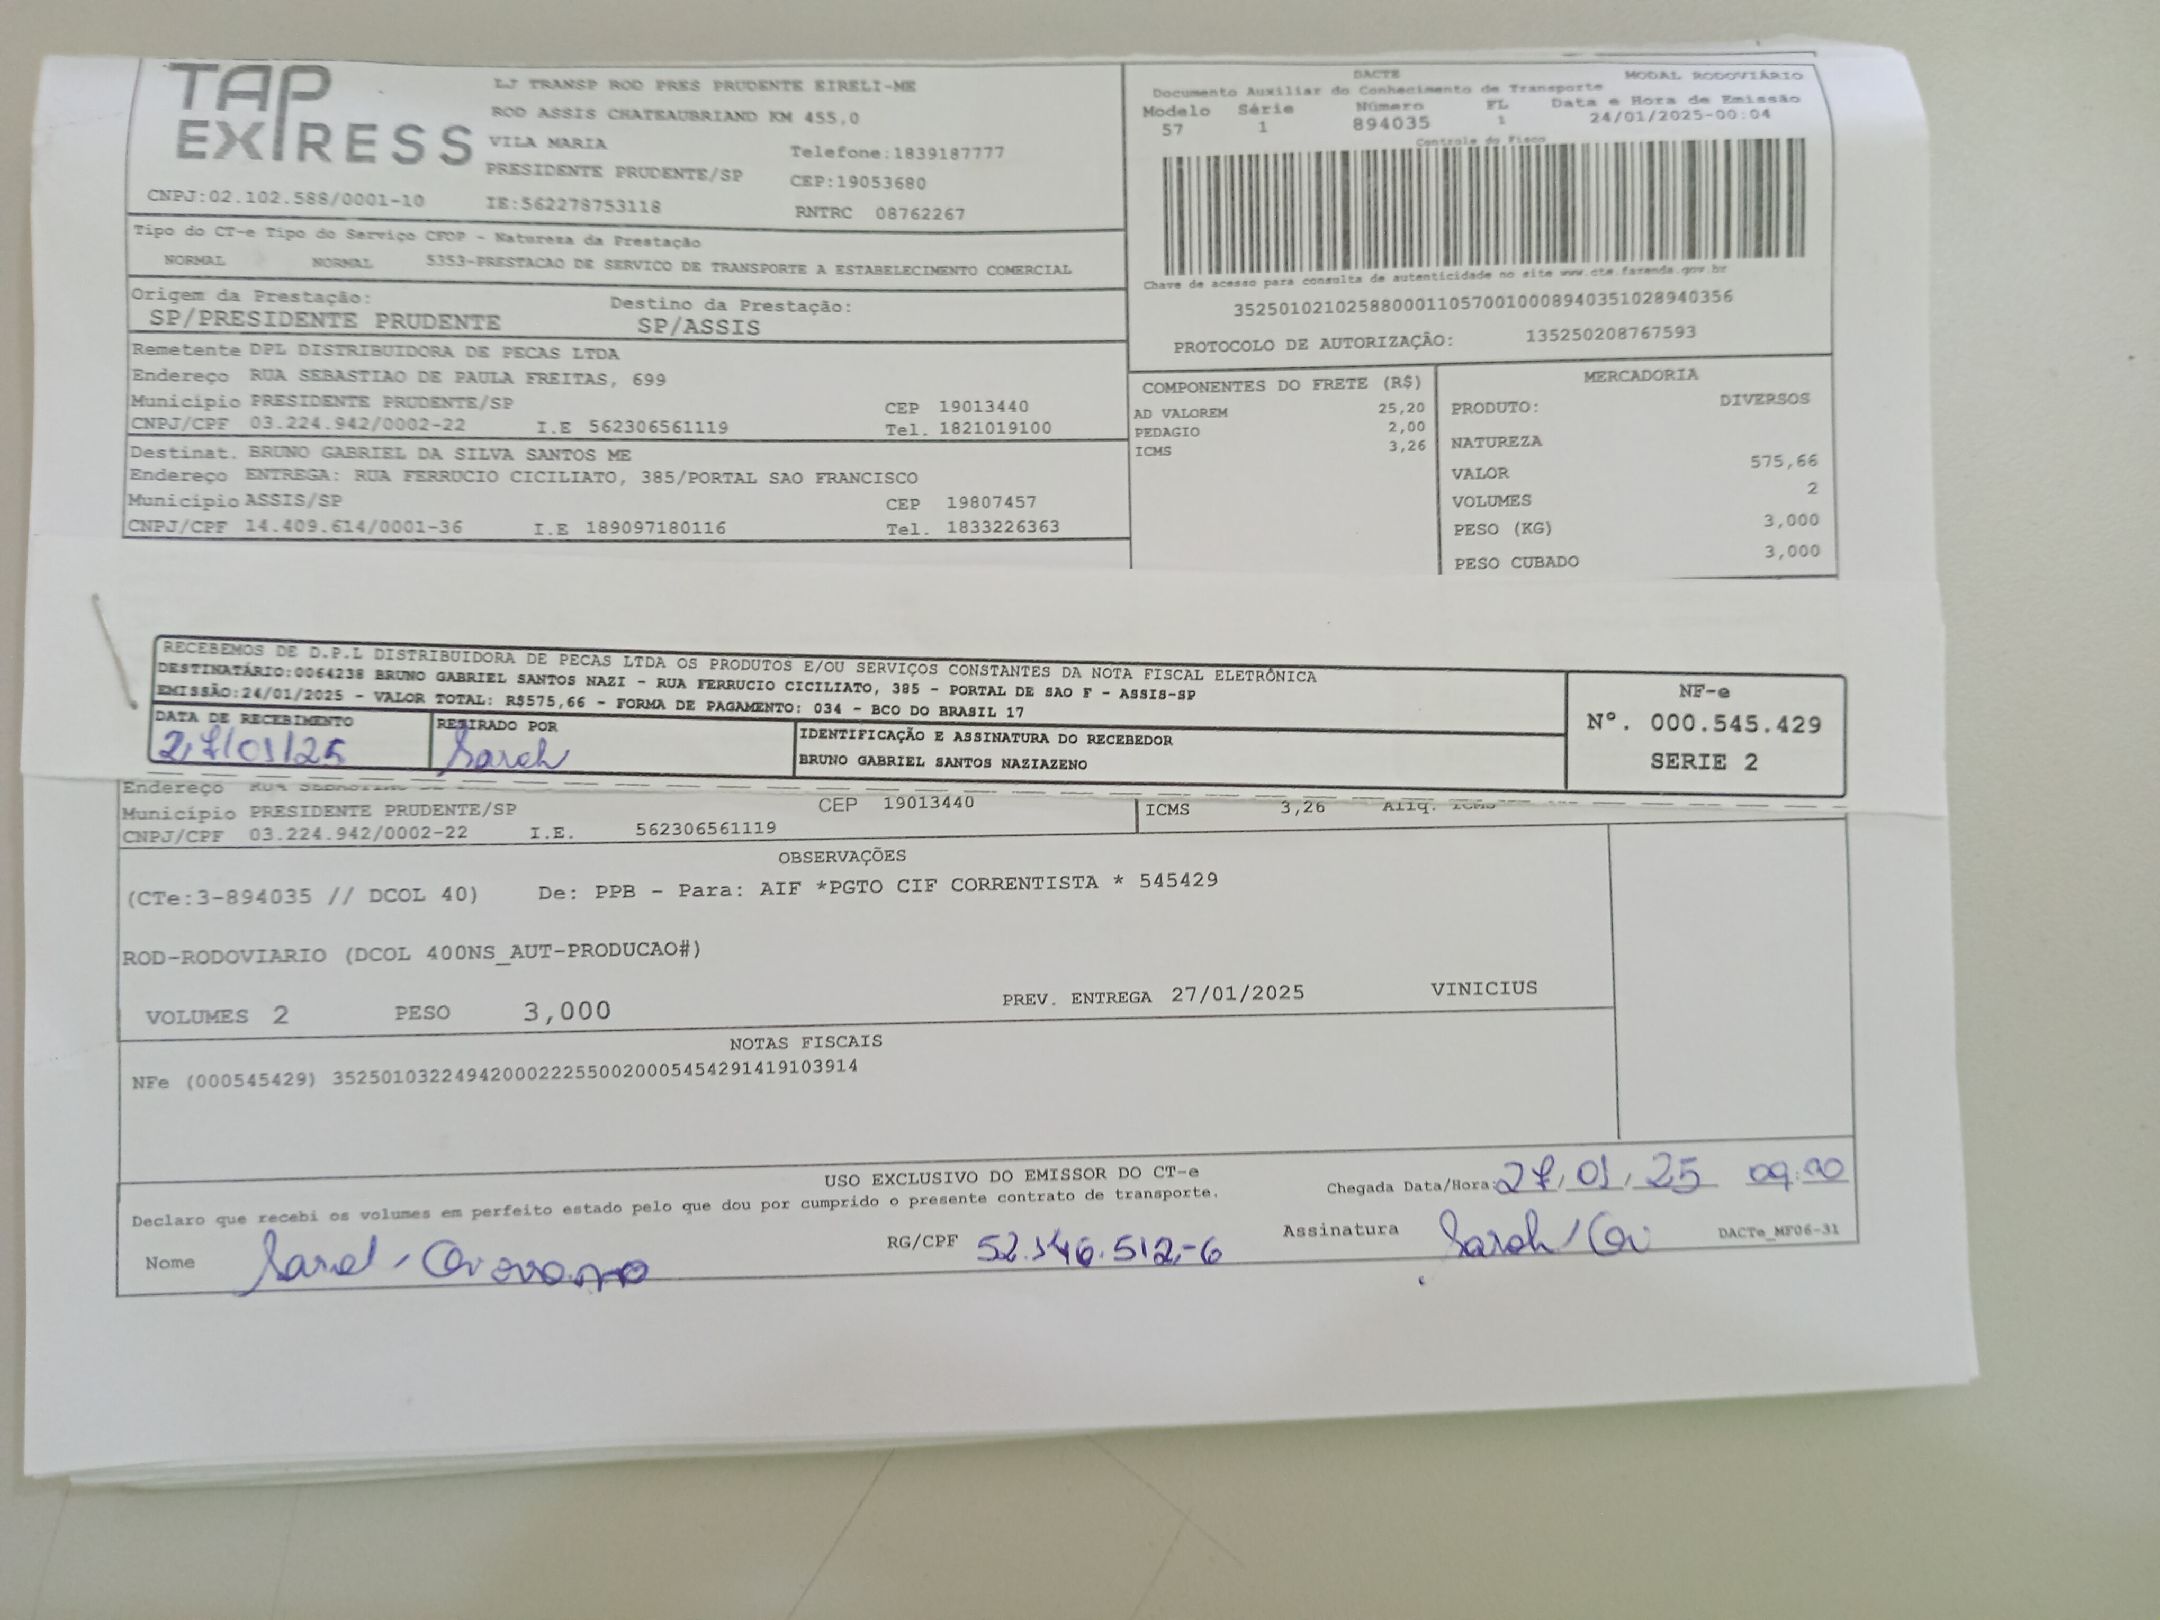 TAP EXPRESS
LJ TRANSP ROD PRES PRUDENTE EIRELI-ME
ROD ASSIS CHATEAUBRIAND KM 455,0
VILA MARIA
Telefone:1839187777
PRESIDENTE PRUDENTE/SP
CEP:19053680
CNPJ:02.102.588/0001-10 IE:562278753118 RNTRC 08762267
Tipo do CT-e Tipo do Serviço CFOP - Natureza da Prestação
NORMAL NORMAL 5353-PRESTACAO DE SERVICO DE TRANSPORTE A ESTABELECIMENTO COMERCIAL
Origem da Prestação: Destino da Prestação:
SP/PRESIDENTE PRUDENTE SP/ASSIS
Remetente DPL DISTRIBUIDORA DE PECAS LTDA
Endereço RUA SEBASTIAO DE PAULA FREITAS, 699
Município PRESIDENTE PRUDENTE/SP CEP 19013440
CNPJ/CPF 03.224.942/0002-22 I.E 562306561119 Tel. 1821019100
Destinat. BRUNO GABRIEL DA SILVA SANTOS ME
Endereço ENTREGA: RUA FERRUCIO CICILIATO, 385/PORTAL SAO FRANCISCO
Município ASSIS/SP CEP 19807457
CNPJ/CPF 14.409.614/0001-36 I.E 189097180116 Tel. 1833226363
DACTE MODAL RODOVIÁRIO
Documento Auxiliar do Conhecimento de Transporte
Modelo Série Número FL Data e Hora de Emissão
57 1 894035 1 24/01/2025-00:04
Controle do Fisco
Chave de acesso para consulta de autenticidade no site www.cte.fazenda.gov.br
35250102102588000110570010008940351028940356
PROTOCOLO DE AUTORIZAÇÃO: 135250208767593
COMPONENTES DO FRETE (R$)
AD VALOREM 25,20
PEDAGIO 2,00
ICMS 3,26
MERCADORIA
PRODUTO: DIVERSOS
NATUREZA
VALOR 575,66
VOLUMES 2
PESO (KG) 3,000
PESO CUBADO 3,000
RECEBEMOS DE D.P.L DISTRIBUIDORA DE PECAS LTDA OS PRODUTOS E/OU SERVIÇOS CONSTANTES DA NOTA FISCAL ELETRÔNICA
DESTINATÁRIO:0064238 BRUNO GABRIEL SANTOS NAZI - RUA FERRUCIO CICILIATO, 385 - PORTAL DE SAO F - ASSIS-SP
EMISSÃO:24/01/2025 - VALOR TOTAL: R$575,66 - FORMA DE PAGAMENTO: 034 - BCO DO BRASIL 17
DATA DE RECEBIMENTO RETIRADO POR IDENTIFICAÇÃO E ASSINATURA DO RECEBEDOR
27/01/25 Sarah BRUNO GABRIEL SANTOS NAZIAZENO
NF-e
Nº. 000.545.429
SERIE 2
Endereço RUA
Município PRESIDENTE PRUDENTE/SP CEP 19013440 ICMS 3,26 Aliq. ICMS
CNPJ/CPF 03.224.942/0002-22 I.E. 562306561119
OBSERVAÇÕES
(CTe:3-894035 // DCOL 40) De: PPB - Para: AIF *PGTO CIF CORRENTISTA * 545429
ROD-RODOVIARIO (DCOL 400NS_AUT-PRODUCAO#)
VOLUMES 2 PESO 3,000 PREV. ENTREGA 27/01/2025 VINICIUS
NOTAS FISCAIS
NFe (000545429) 35250103224942000222550020005454291419103914
USO EXCLUSIVO DO EMISSOR DO CT-e
Declaro que recebi os volumes em perfeito estado pelo que dou por cumprido o presente contrato de transporte.
Chegada Data/Hora: 27/01/25 09:00
Nome Sarah RG/CPF 52.146.512-6 Assinatura Sarah DACTe_MF06-31